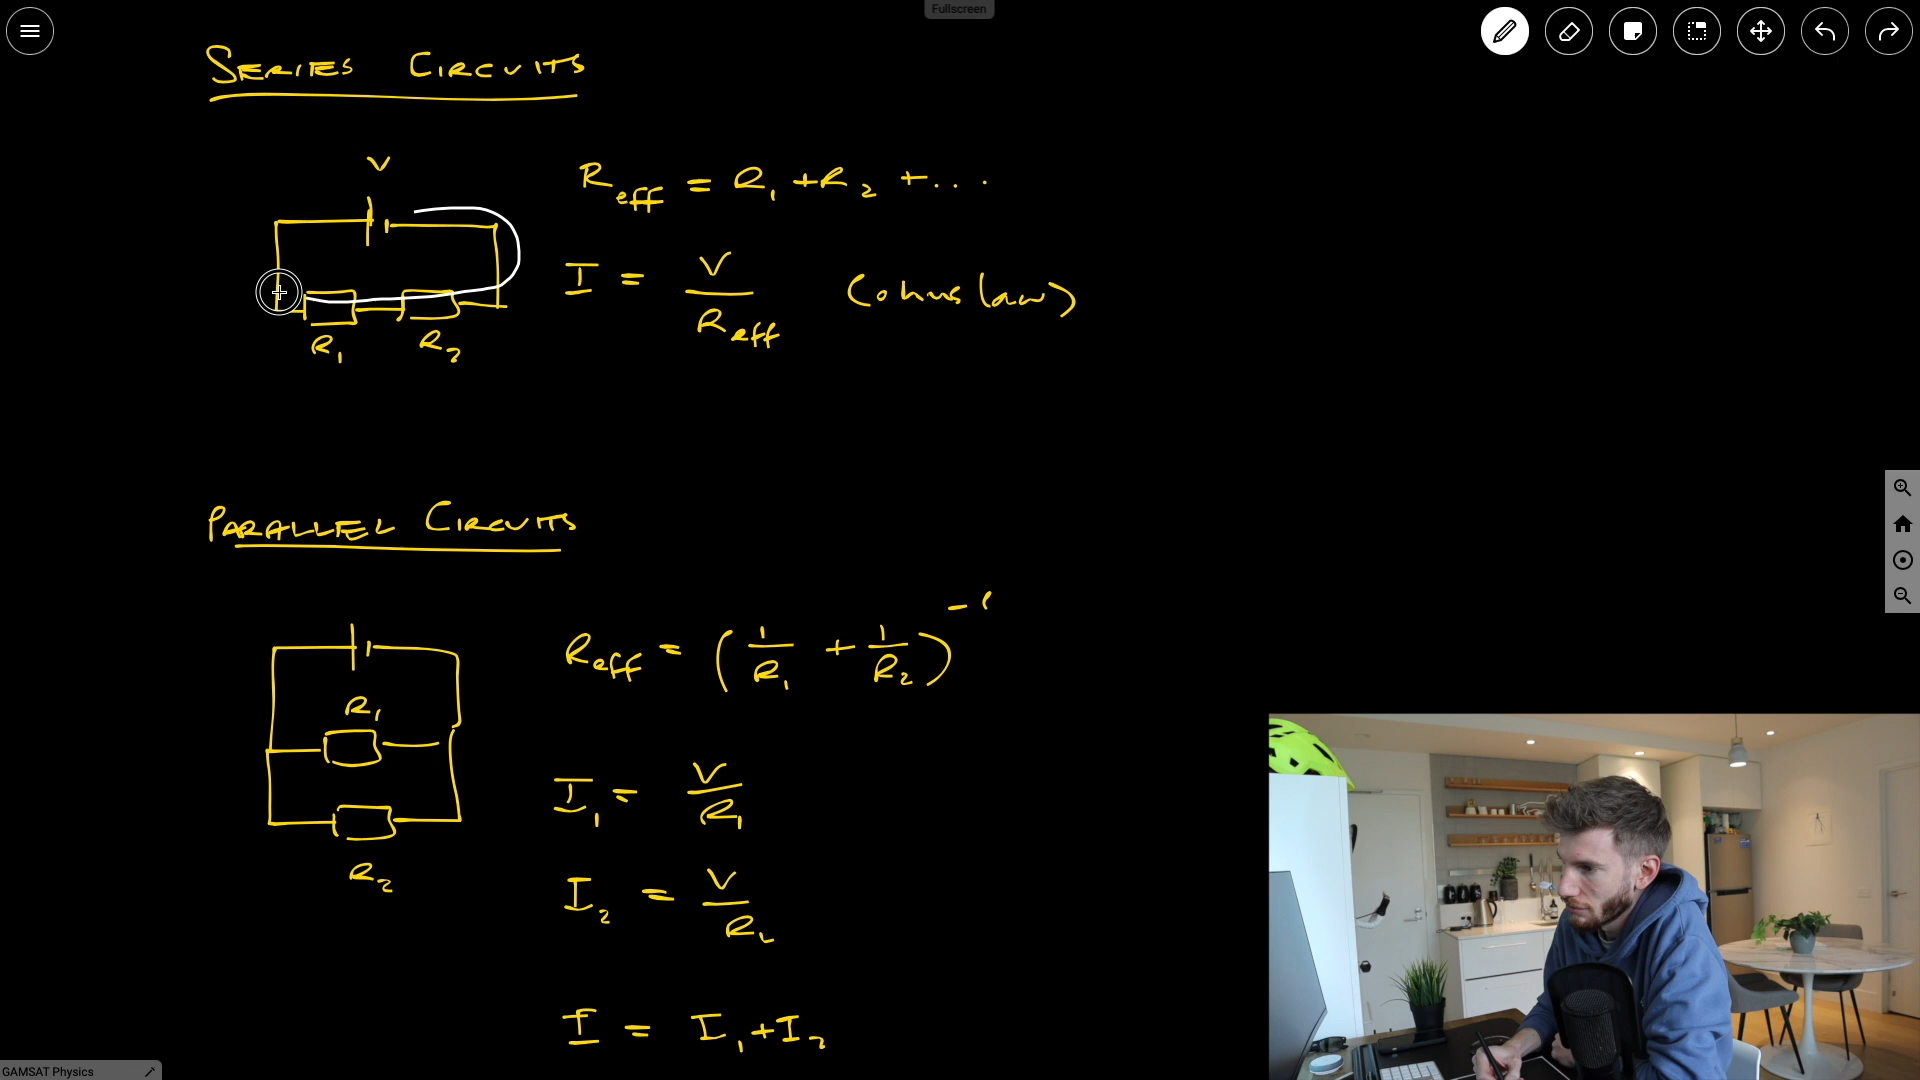 Fullscreen
SERIES CIRCUITS
V
R₁ R₂
Reff = R₁ + R₂ + ...
I = V / Reff (ohms law)
PARALLEL CIRCUITS
R₁
R₂
Reff = (1/R₁ + 1/R₂)⁻¹
I₁ = V/R₁
I₂ = V/R₂
I = I₁ + I₂
GAMSAT Physics